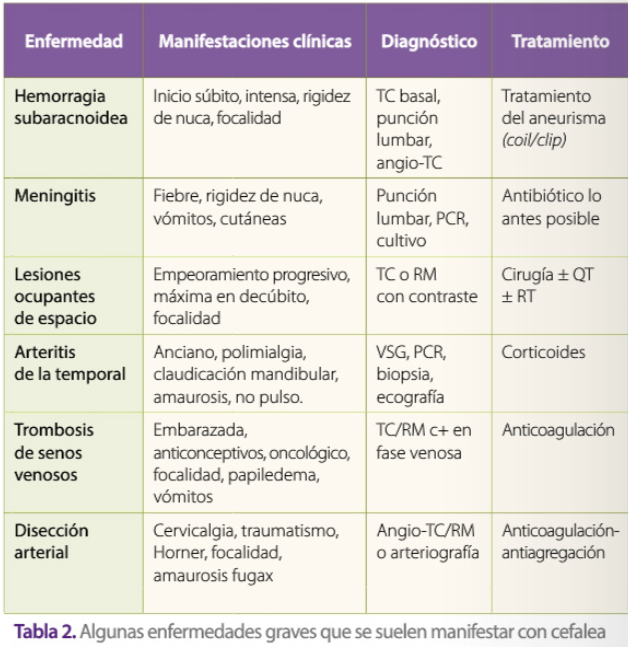 Enfermedad
Manifestaciones clínicas
Diagnóstico
Tratamiento
Hemorragia
subaracnoidea
Inicio súbito, intensa, rigidez
de nuca, focalidad
TC basal,
punción
lumbar,
angio-TC
Tratamiento
del aneurisma
(coil/clip)
Meningitis
Fiebre, rigidez de nuca,
vómitos, cutáneas
Punción
lumbar, PCR,
cultivo
Antibiótico lo
antes posible
Lesiones
ocupantes
de espacio
Empeoramiento progresivo,
máxima en decúbito,
focalidad
TC o RM
con contraste
Cirugía ± QT
± RT
Arteritis
de la temporal
Anciano, polimialgia,
claudicación mandibular,
amaurosis, no pulso.
VSG, PCR,
biopsia,
ecografía
Corticoides
Trombosis
de senos
venosos
Embarazada,
anticonceptivos, oncológico,
focalidad, papiledema,
vómitos
TC/RM c+ en
fase venosa
Anticoagulación
Disección
arterial
Cervicalgia, traumatismo,
Horner, focalidad,
amaurosis fugax
Angio-TC/RM
o arteriografía
Anticoagulación-
antiagregación
Tabla 2. Algunas enfermedades graves que se suelen manifestar con cefalea